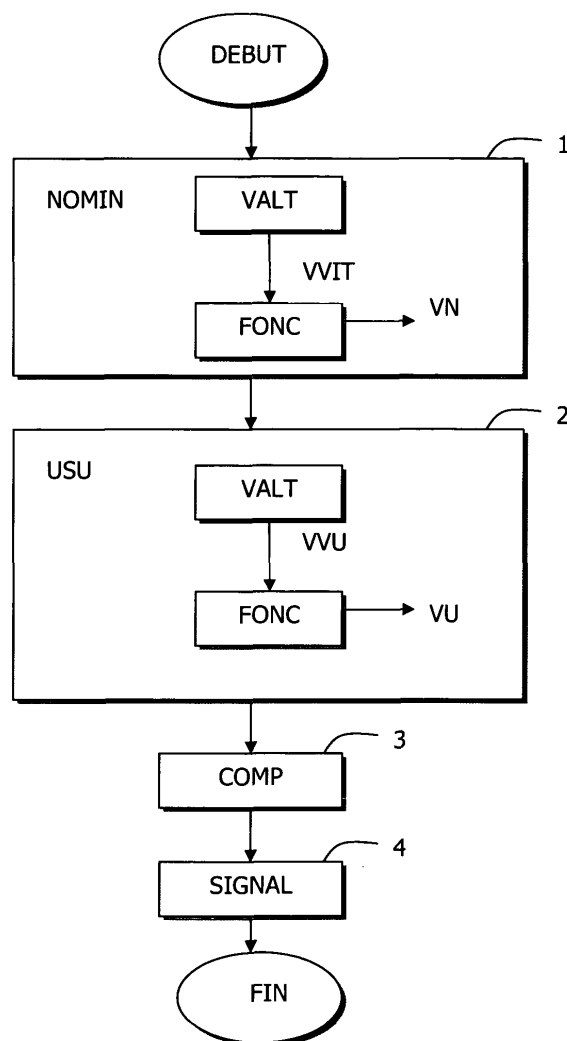 DEBUT
1
NOMIN
VALT
VVIT
FONC
VN
2
USU
VALT
VVU
FONC
VU
3
COMP
4
SIGNAL
FIN